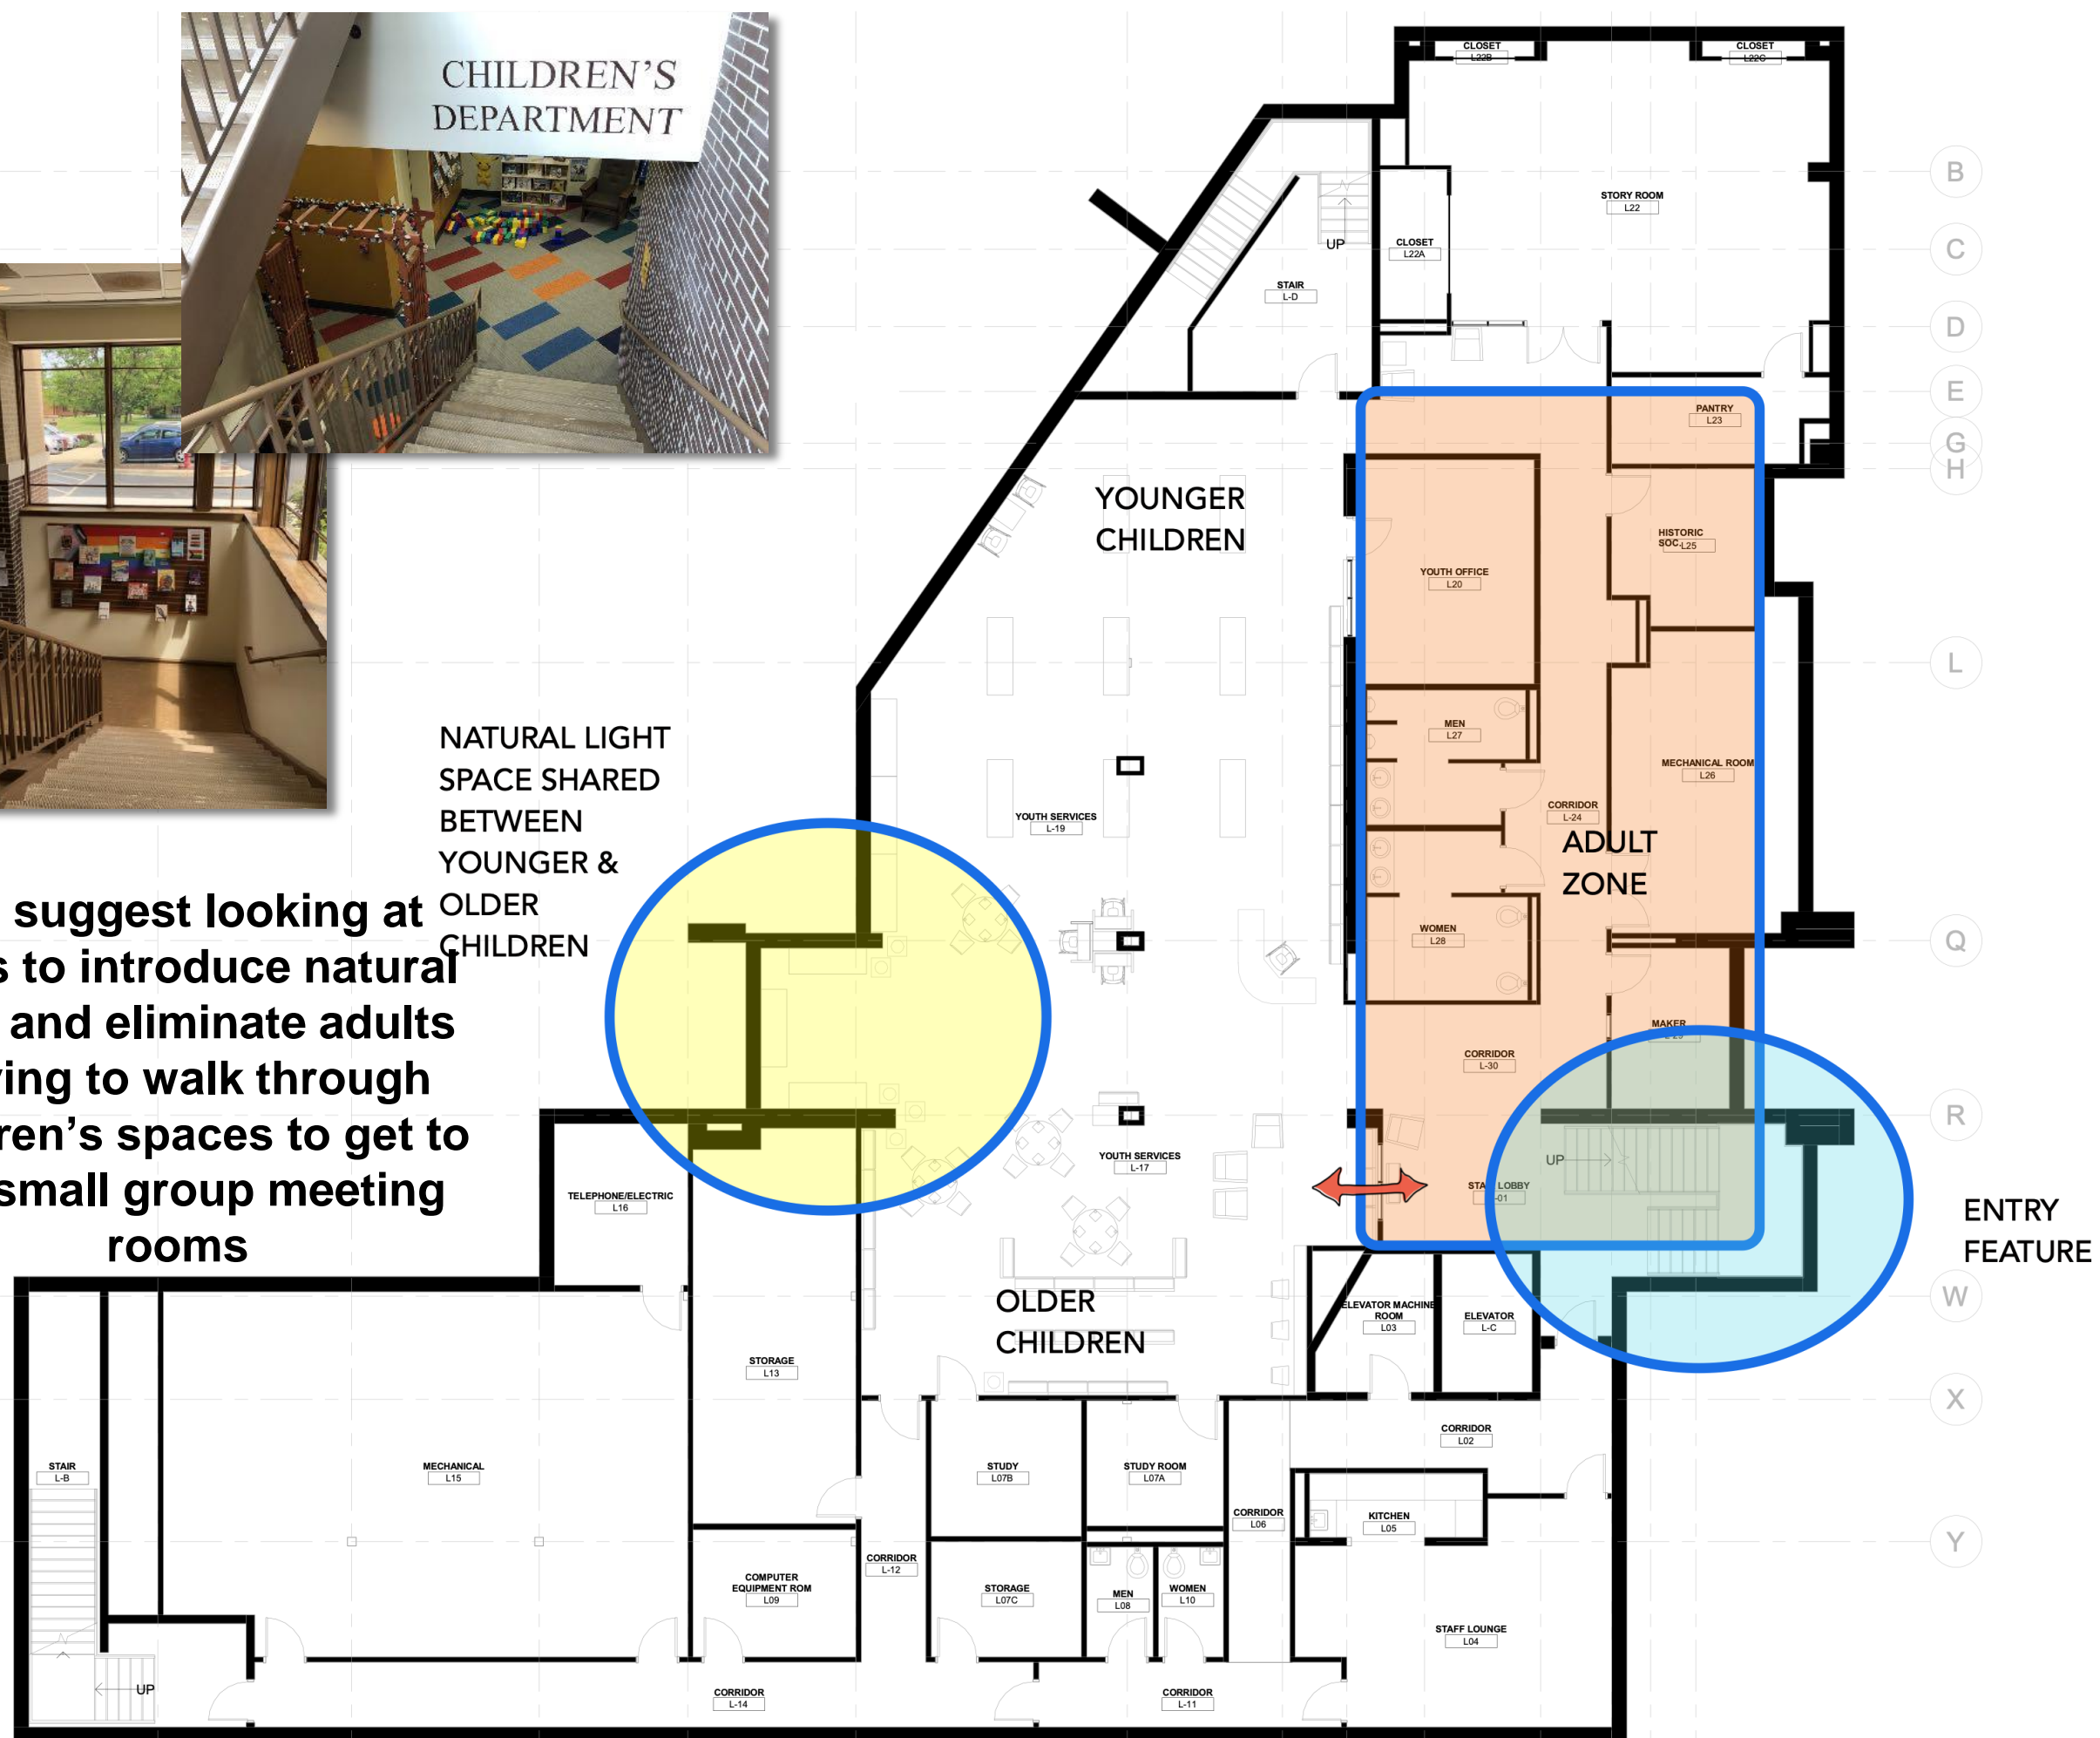 CHILDREN'S
DEPARTMENT
CLOSET
L22B
CLOSET
L22C
B
STORY ROOM
L22
C
UP
CLOSET
L22A
STAIR
L-D
D
E
PANTRY
L23
G
H
YOUNGER
CHILDREN
HISTORIC
SOC.
L25
YOUTH OFFICE
L20
L
NATURAL LIGHT
SPACE SHARED
BETWEEN
YOUNGER &
OLDER
CHILDREN
MEN
L27
MECHANICAL ROOM
L26
YOUTH SERVICES
L-19
CORRIDOR
L-24
ADULT
ZONE
suggest looking at
to introduce natural
and eliminate adults
to walk through
spaces to get to
small group meeting
rooms
WOMEN
L28
Q
MAKER
CORRIDOR
L-30
R
YOUTH SERVICES
L-17
UP
LOBBY
TELEPHONE/ELECTRIC
L16
ENTRY
FEATURE
OLDER
CHILDREN
ELEVATOR MACHINE
ROOM
L03
ELEVATOR
L-C
W
STORAGE
L13
X
CORRIDOR
L02
STAIR
L-B
MECHANICAL
L15
STUDY
L07B
STUDY ROOM
L07A
CORRIDOR
L06
KITCHEN
L05
Y
CORRIDOR
L-12
COMPUTER
EQUIPMENT ROM
L09
STORAGE
L07C
MEN
L08
WOMEN
L10
STAFF LOUNGE
L04
UP
CORRIDOR
L-14
CORRIDOR
L-11